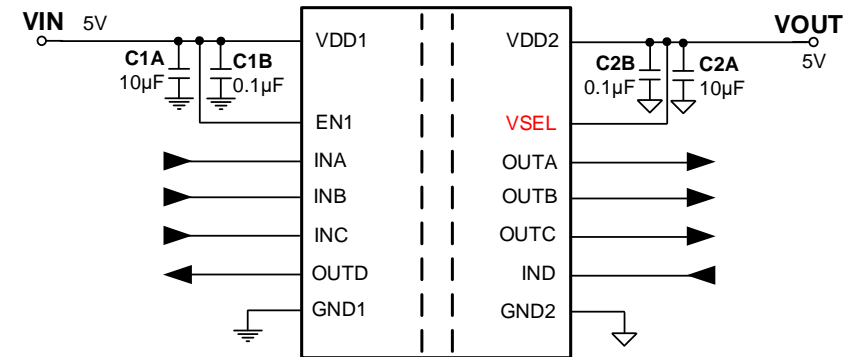 VIN 5V
VOUT
5V
C1A
10µF
C1B
0.1µF
VDD1
VDD2
C2B
0.1µF
C2A
10µF
EN1
VSEL
INA
OUTA
INB
OUTB
INC
OUTC
OUTD
IND
GND1
GND2